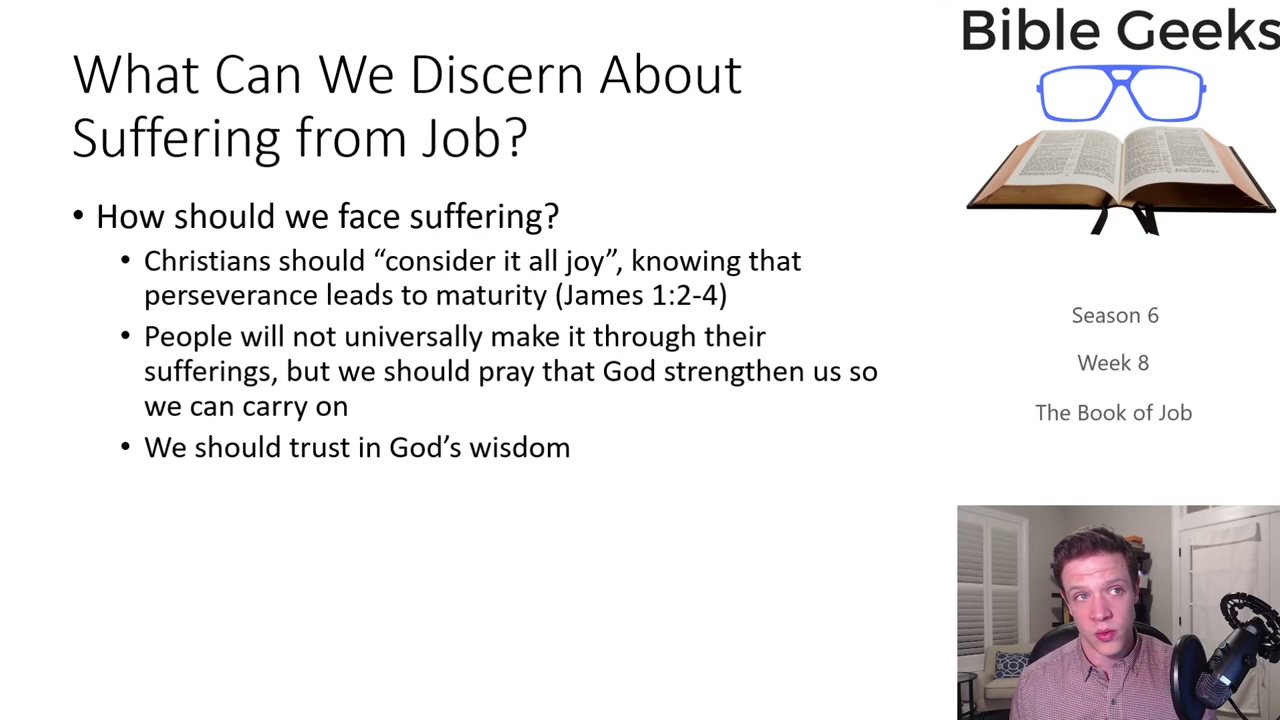 What Can We Discern About
Suffering from Job?
• How should we face suffering?
• Christians should “consider it all joy”, knowing that
perseverance leads to maturity (James 1:2-4)
• People will not universally make it through their
sufferings, but we should pray that God strengthen us so
we can carry on
• We should trust in God’s wisdom
Bible Geeks
Season 6
Week 8
The Book of Job